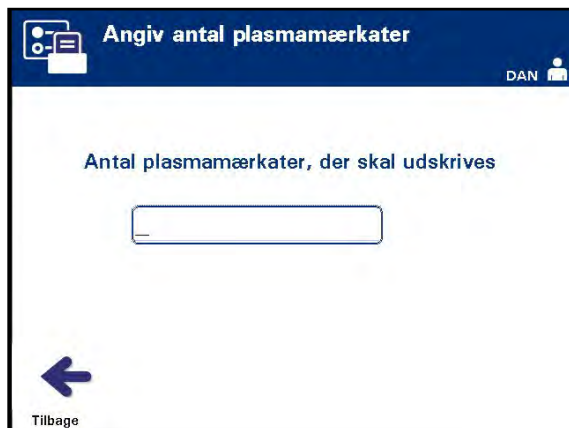 Angiv antal plasmamærkater
DAN
Antal plasmamærkater, der skal udskrives
_
Tilbage